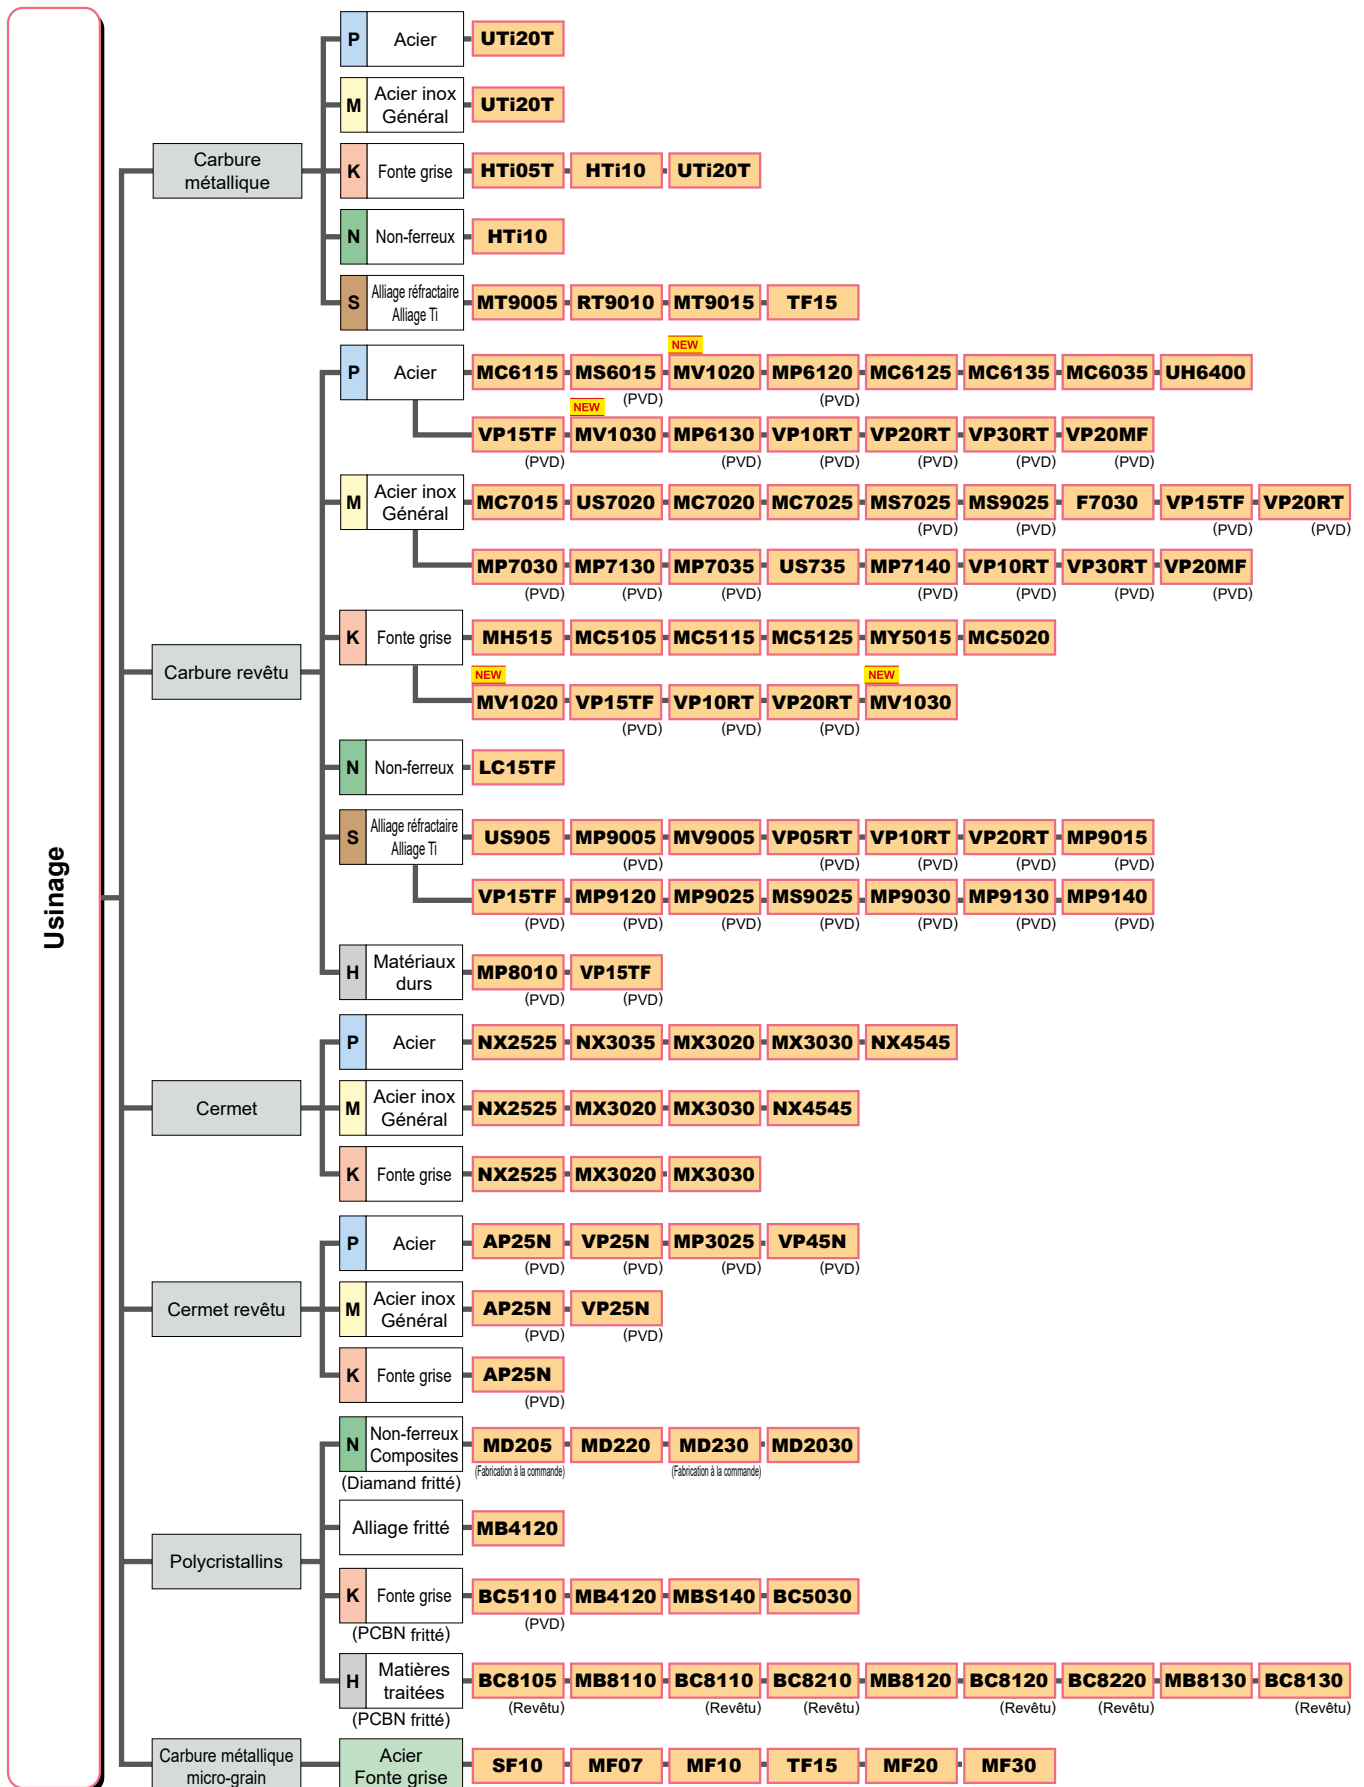 Usinage
Carbure
métallique
P Acier UTi20T
M Acier inox
Général UTi20T
K Fonte grise HTi05T HTi10 UTi20T
N Non-ferreux HTi10
S Alliage réfractaire
Alliage Ti MT9005 RT9010 MT9015 TF15
Carbure revêtu
NEW
P Acier MC6115 MS6015 MV1020 MP6120 MC6125 MC6135 MC6035 UH6400
(PVD) (PVD)
NEW
VP15TF MV1030 MP6130 VP10RT VP20RT VP30RT VP20MF
(PVD) (PVD) (PVD) (PVD) (PVD) (PVD)
M Acier inox
Général MC7015 US7020 MC7020 MC7025 MS7025 MS9025 F7030 VP15TF VP20RT
(PVD) (PVD) (PVD) (PVD)
MP7030 MP7130 MP7035 US735 MP7140 VP10RT VP30RT VP20MF
(PVD) (PVD) (PVD) (PVD) (PVD) (PVD) (PVD)
K Fonte grise MH515 MC5105 MC5115 MC5125 MY5015 MC5020
NEW NEW
MV1020 VP15TF VP10RT VP20RT MV1030
(PVD) (PVD) (PVD)
N Non-ferreux LC15TF
S Alliage réfractaire
Alliage Ti US905 MP9005 MV9005 VP05RT VP10RT VP20RT MP9015
(PVD) (PVD) (PVD) (PVD) (PVD)
VP15TF MP9120 MP9025 MS9025 MP9030 MP9130 MP9140
(PVD) (PVD) (PVD) (PVD) (PVD) (PVD) (PVD)
H Matériaux
durs MP8010 VP15TF
(PVD) (PVD)
Cermet
P Acier NX2525 NX3035 MX3020 MX3030 NX4545
M Acier inox
Général NX2525 MX3020 MX3030 NX4545
K Fonte grise NX2525 MX3020 MX3030
Cermet revêtu
P Acier AP25N VP25N MP3025 VP45N
(PVD) (PVD) (PVD) (PVD)
M Acier inox
Général AP25N VP25N
(PVD) (PVD)
K Fonte grise AP25N
(PVD)
Polycristallins
N Non-ferreux
Composites MD205 MD220 MD230 MD2030
(Fabrication à la commande) (Fabrication à la commande)
(Diamand fritté)
Alliage fritté MB4120
K Fonte grise BC5110 MB4120 MBS140 BC5030
(PVD)
(PCBN fritté)
H Matières
traitées BC8105 MB8110 BC8110 BC8210 MB8120 BC8120 BC8220 MB8130 BC8130
(Revêtu) (Revêtu) (Revêtu) (Revêtu) (Revêtu) (Revêtu)
(PCBN fritté)
Carbure métallique
micro-grain
Acier
Fonte grise SF10 MF07 MF10 TF15 MF20 MF30